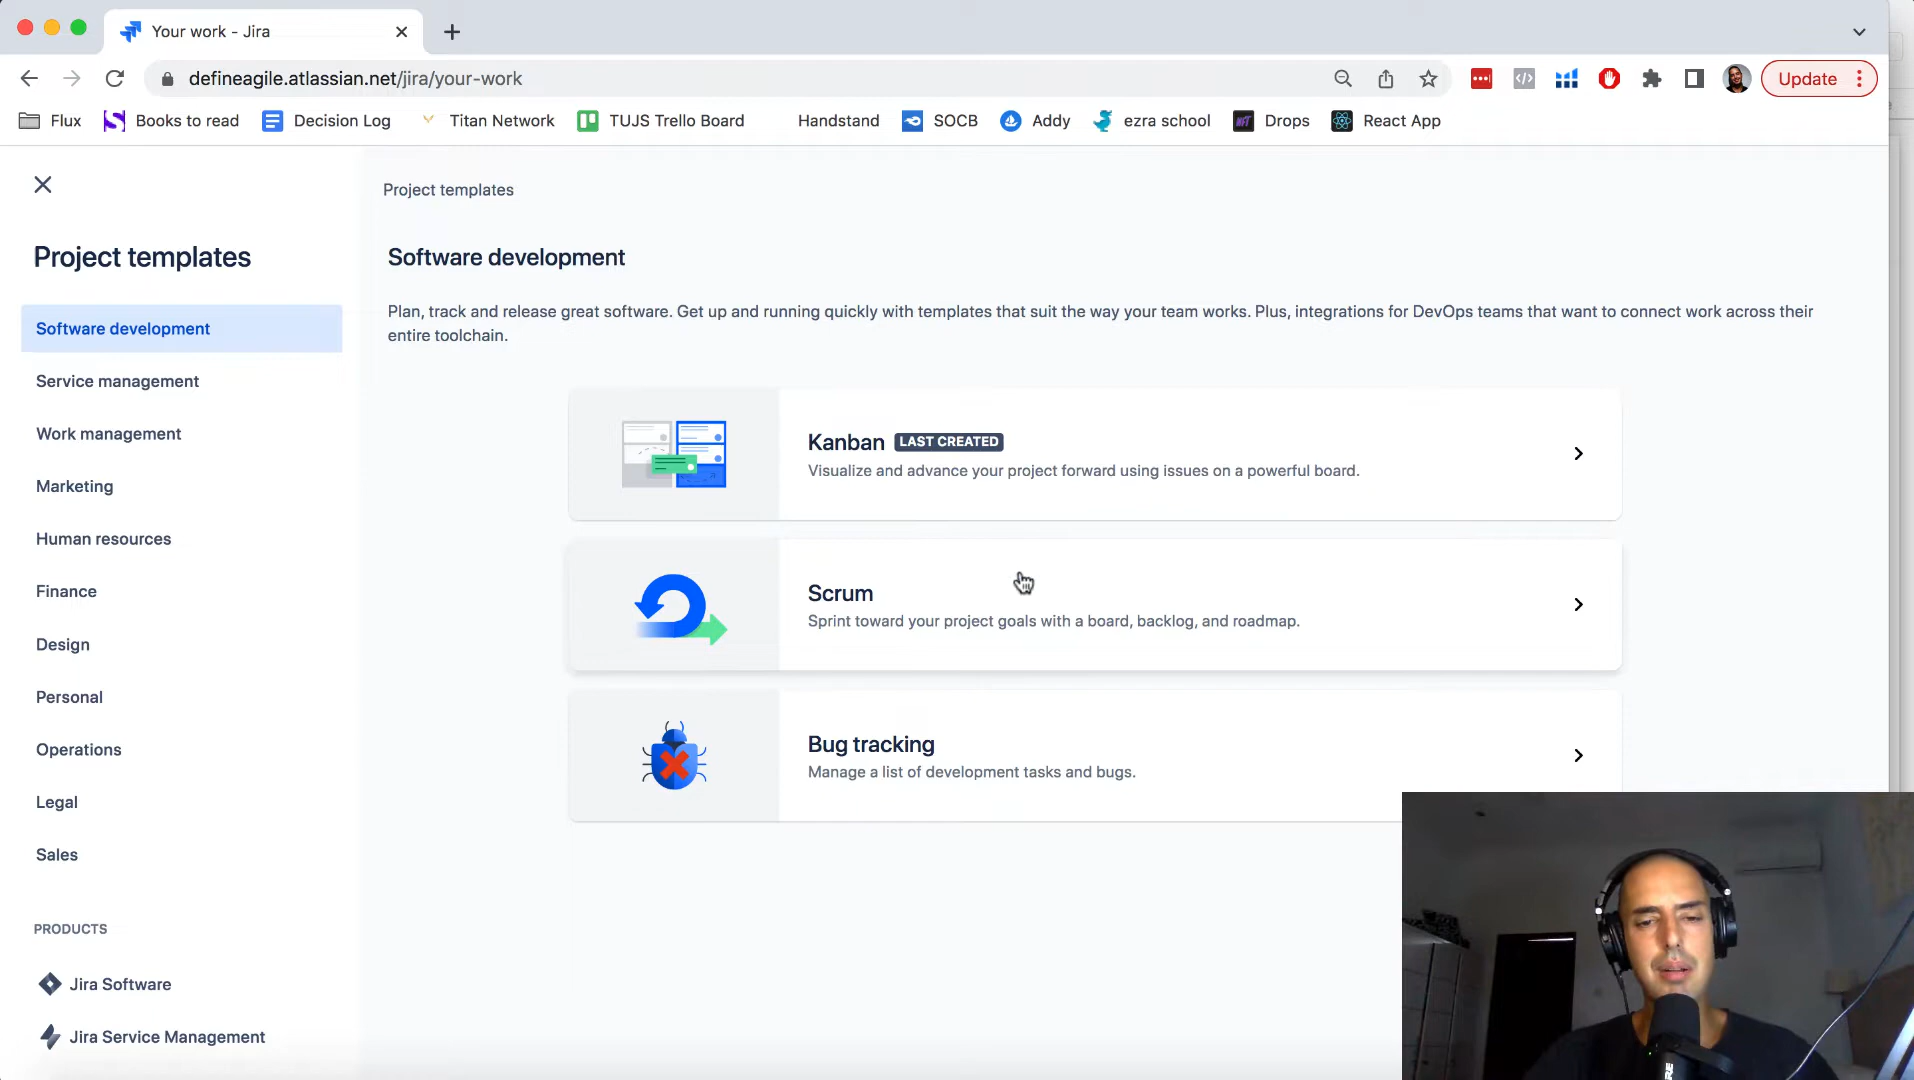 Your work - Jira
defineagile.atlassian.net/jira/your-work
Update
Flux
Books to read
Decision Log
Titan Network
TUJS Trello Board
Handstand
SOCB
Addy
ezra school
Drops
React App
Project templates
Software development
Service management
Work management
Marketing
Human resources
Finance
Design
Personal
Operations
Legal
Sales
PRODUCTS
Jira Software
Jira Service Management
Project templates
Software development
Plan, track and release great software. Get up and running quickly with templates that suit the way your team works. Plus, integrations for DevOps teams that want to connect work across their
entire toolchain.
Kanban LAST CREATED
Visualize and advance your project forward using issues on a powerful board.
Scrum
Sprint toward your project goals with a board, backlog, and roadmap.
Bug tracking
Manage a list of development tasks and bugs.